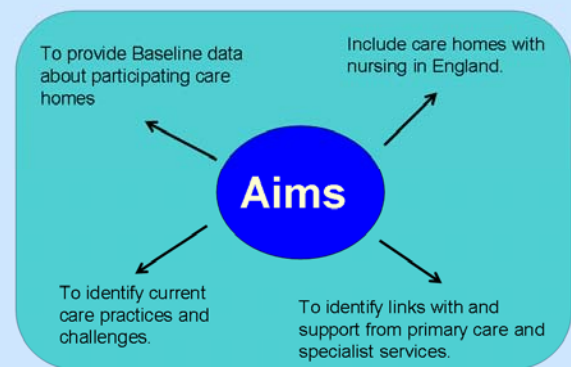 To provide Baseline data
about participating care
homes
Include care homes with
nursing in England.
Aims
To identify current
care practices and
challenges.
To identify links with and
support from primary care and
specialist services.